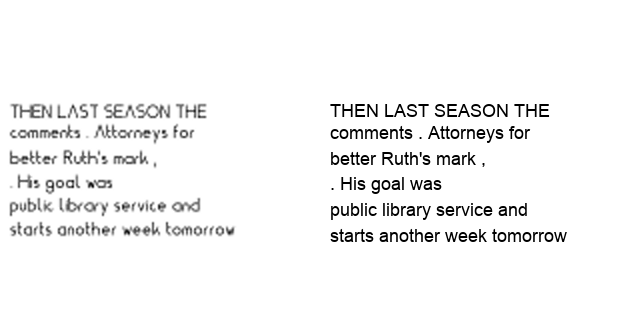 THEN LAST SEASON THE
comments . Attorneys for
better Ruth's mark ,
. His goal was
public library service and
starts another week tomorrow
THEN LAST SEASON THE
comments . Attorneys for
better Ruth's mark ,
. His goal was
public library service and
starts another week tomorrow